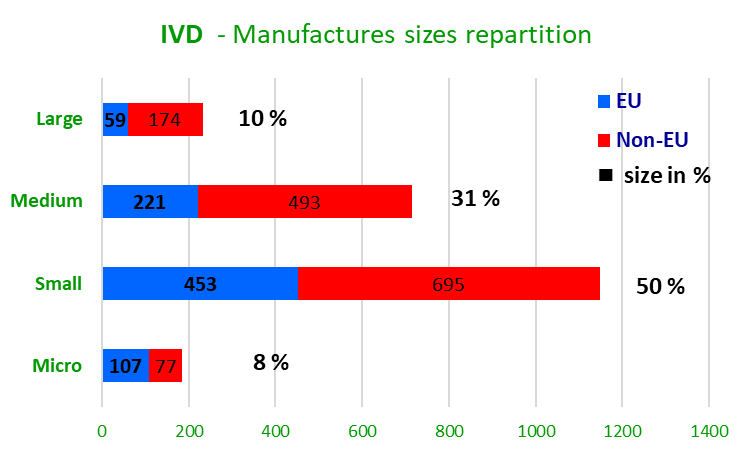 IVD - Manufactures sizes repartition
EU
Non-EU
size in %
Large 59 174 10 %
Medium 221 493 31 %
Small 453 695 50 %
Micro 107 77 8 %
0 200 400 600 800 1000 1200 1400